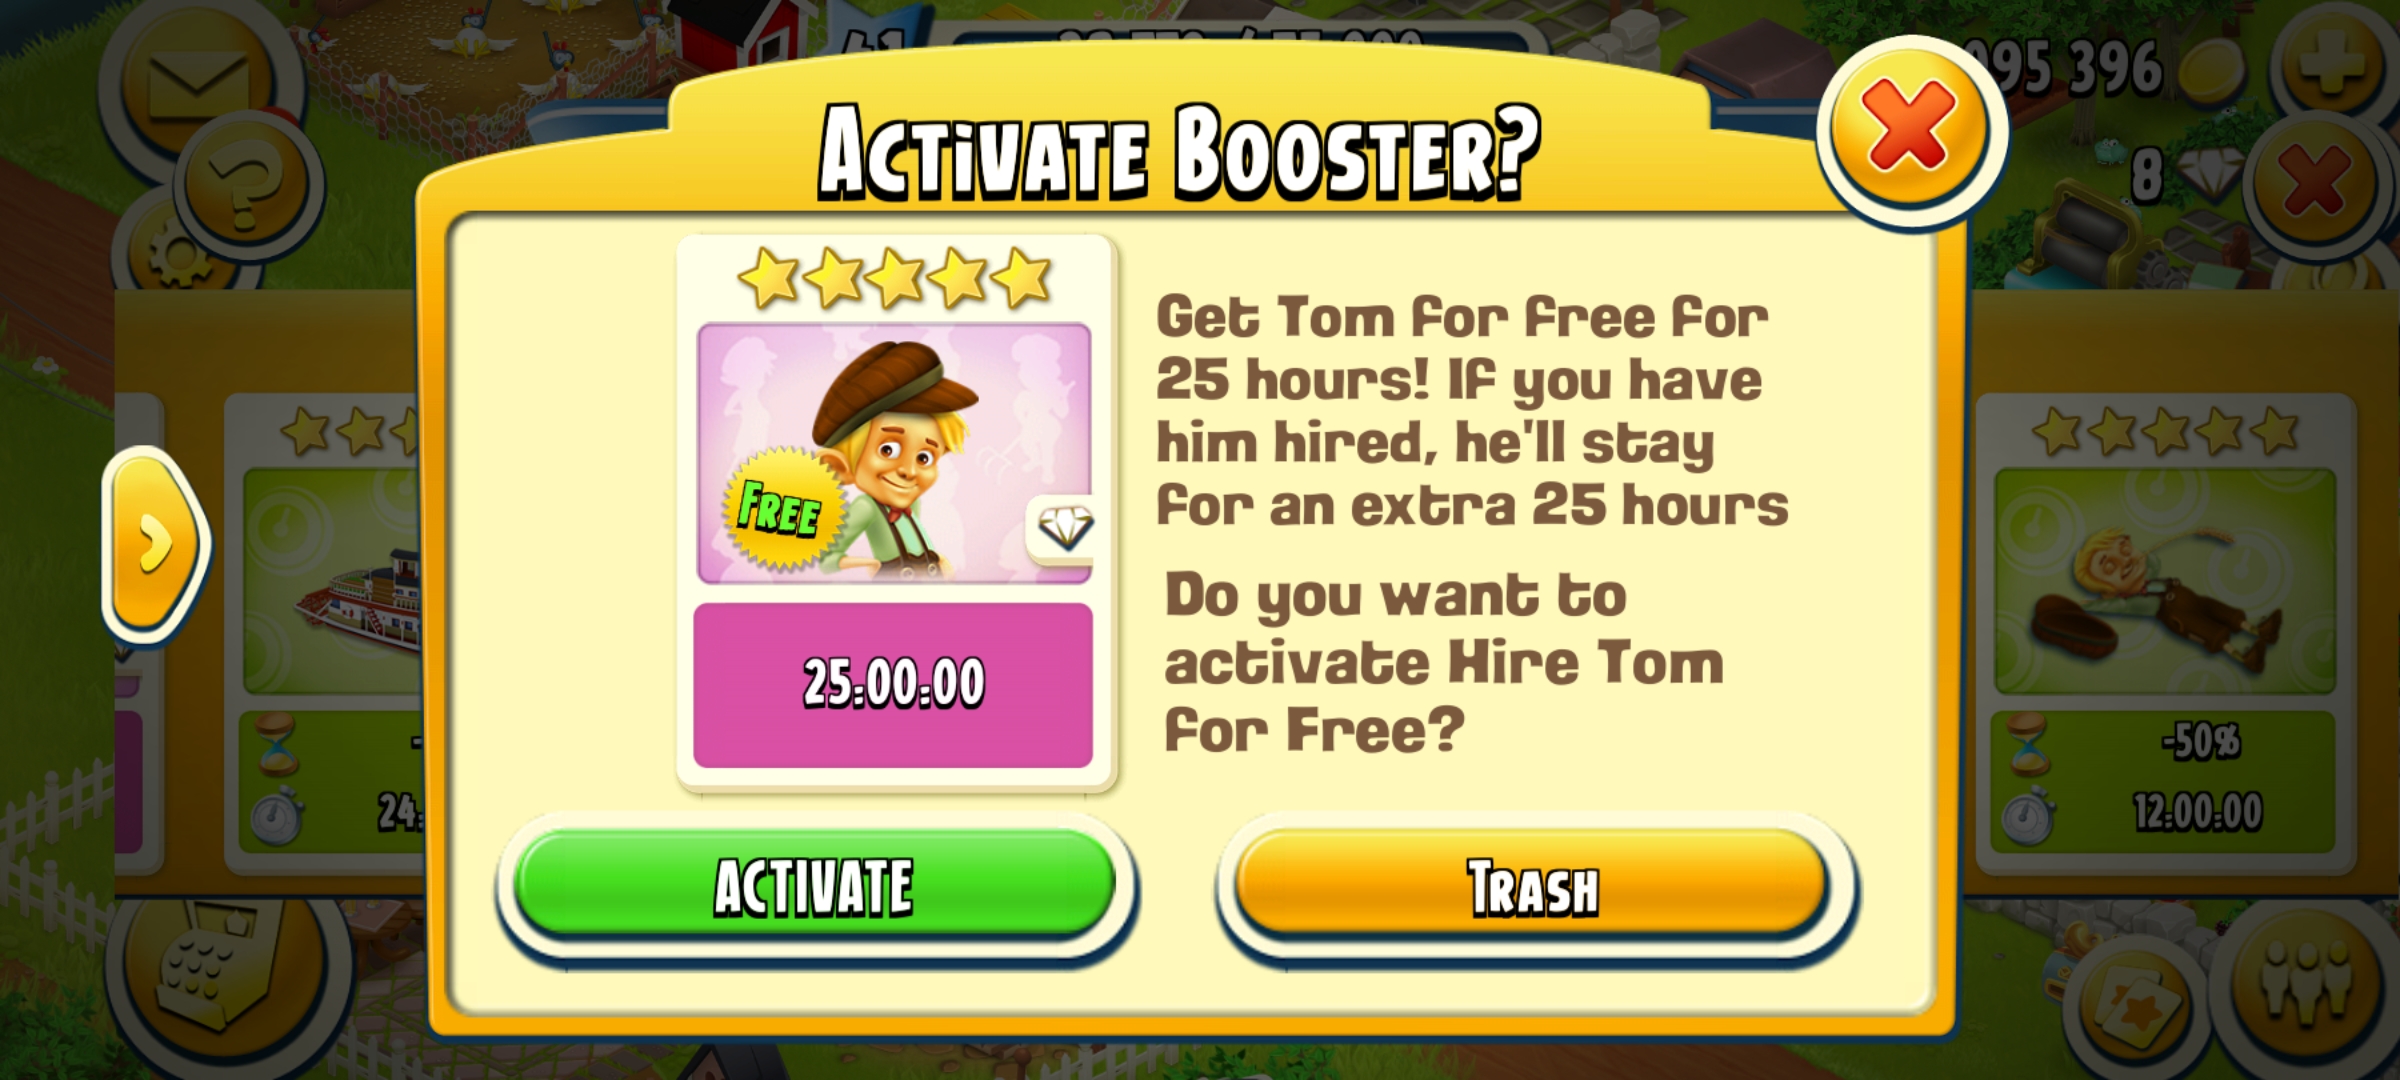 Activate Booster?
995 396
8
Get Tom for free for
25 hours! If you have
him hired, he'll stay
for an extra 25 hours
Free
25:00:00
Do you want to
activate Hire Tom
for Free?
-50%
12:00:00
ACTIVATE
Trash